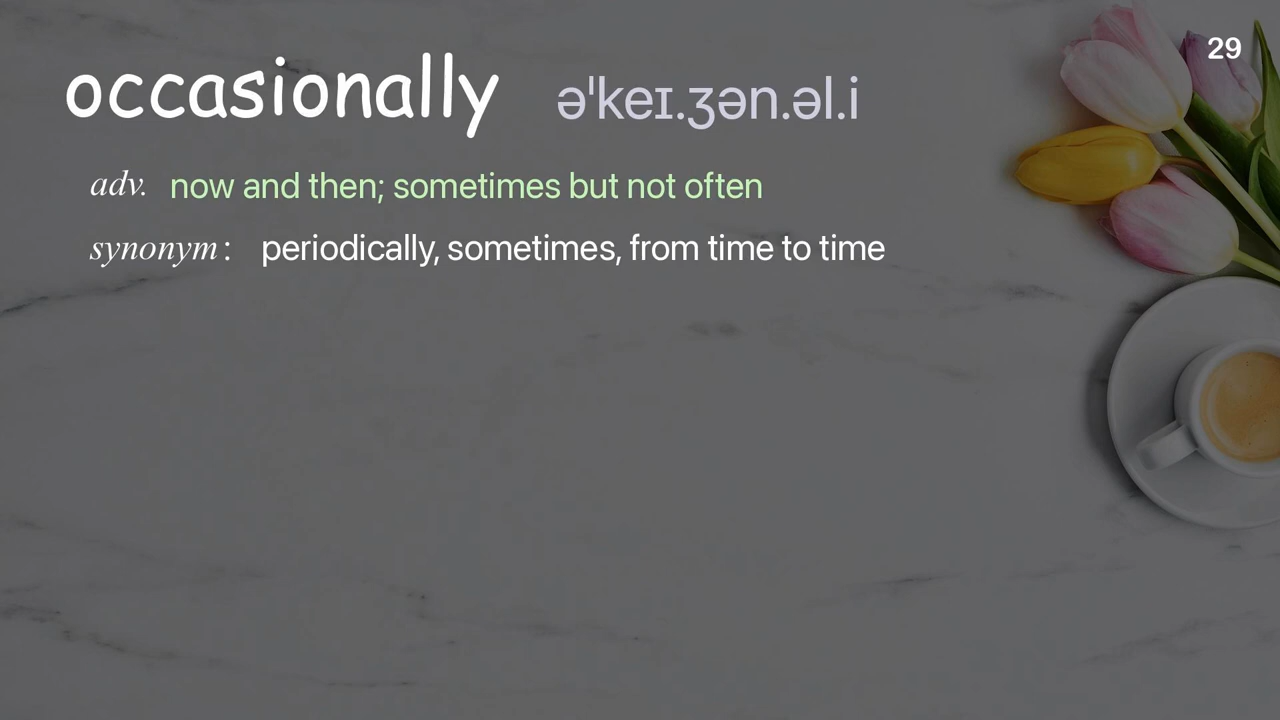 29
occasionally əˈkeɪ.ʒən.əl.i
adv. now and then; sometimes but not often
synonym: periodically, sometimes, from time to time